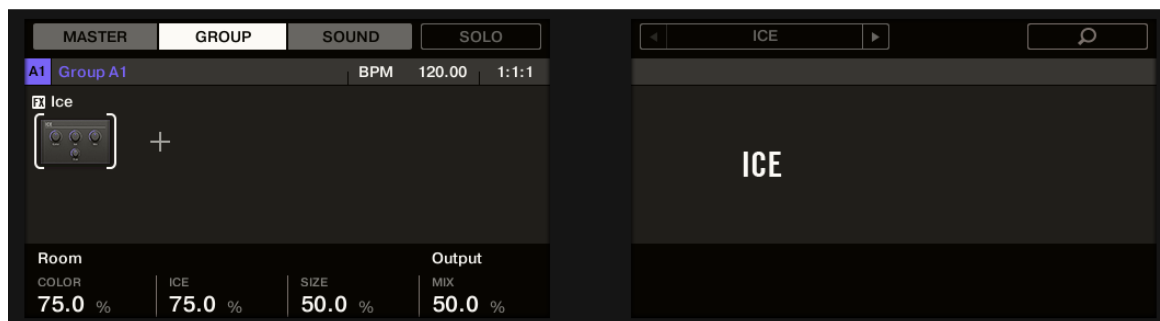 MASTER GROUP SOUND SOLO
A1 Group A1 BPM 120.00 1:1:1
FX Ice
Room Output
COLOR ICE SIZE MIX
75.0 % 75.0 % 50.0 % 50.0 %
ICE
ICE